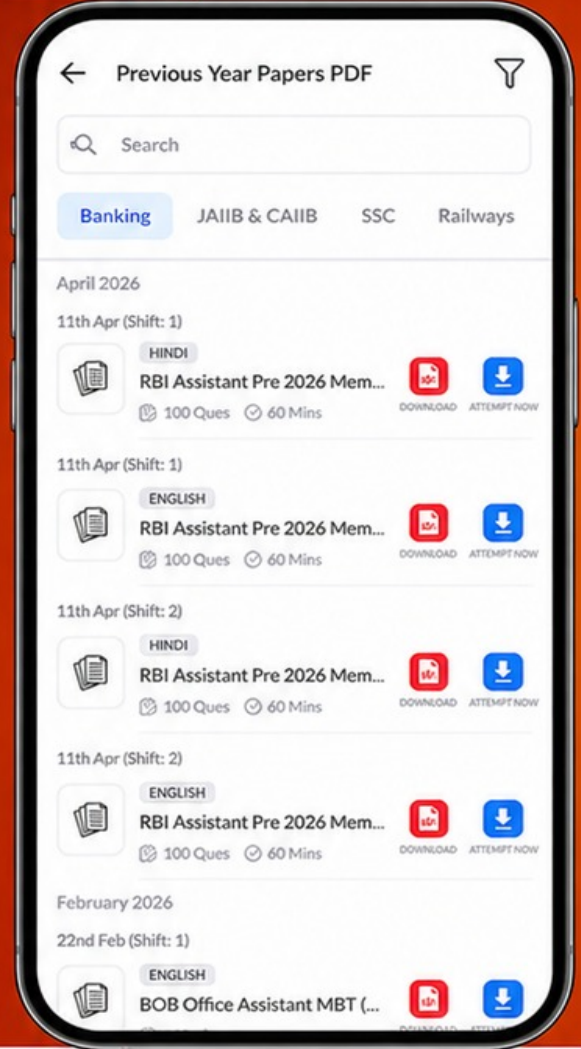 Previous Year Papers PDF
Search
Banking JAIIB & CAIIB SSC Railways
April 2026
11th Apr (Shift: 1)
HINDI
RBI Assistant Pre 2026 Mem...
100 Ques 60 Mins
DOWNLOAD ATTEMPT NOW
11th Apr (Shift: 1)
ENGLISH
RBI Assistant Pre 2026 Mem...
100 Ques 60 Mins
DOWNLOAD ATTEMPT NOW
11th Apr (Shift: 2)
HINDI
RBI Assistant Pre 2026 Mem...
100 Ques 60 Mins
DOWNLOAD ATTEMPT NOW
11th Apr (Shift: 2)
ENGLISH
RBI Assistant Pre 2026 Mem...
100 Ques 60 Mins
DOWNLOAD ATTEMPT NOW
February 2026
22nd Feb (Shift: 1)
ENGLISH
BOB Office Assistant MBT (...